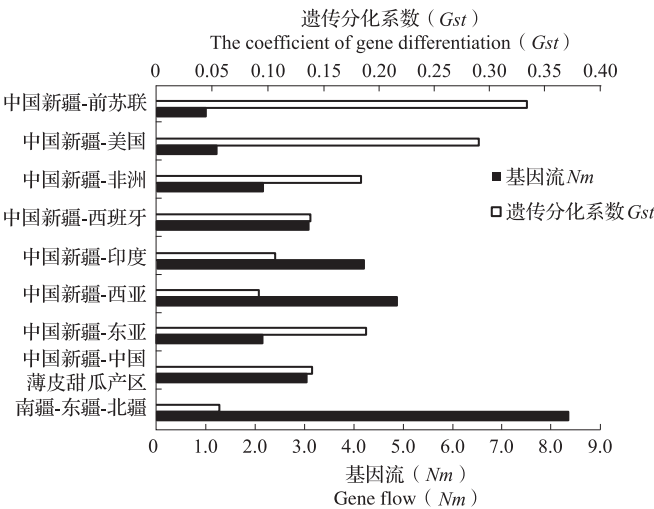 遗传分化系数（Gst）
The coefficient of gene differentiation（Gst）
0 0.05 0.10 0.15 0.20 0.25 0.30 0.35 0.40
中国新疆-前苏联
中国新疆-美国
中国新疆-非洲
中国新疆-西班牙
中国新疆-印度
中国新疆-西亚
中国新疆-东亚
中国新疆-中国
薄皮甜瓜产区
南疆-东疆-北疆
基因流Nm
遗传分化系数Gst
0 1.0 2.0 3.0 4.0 5.0 6.0 7.0 8.0 9.0
基因流（Nm）
Gene flow（Nm）